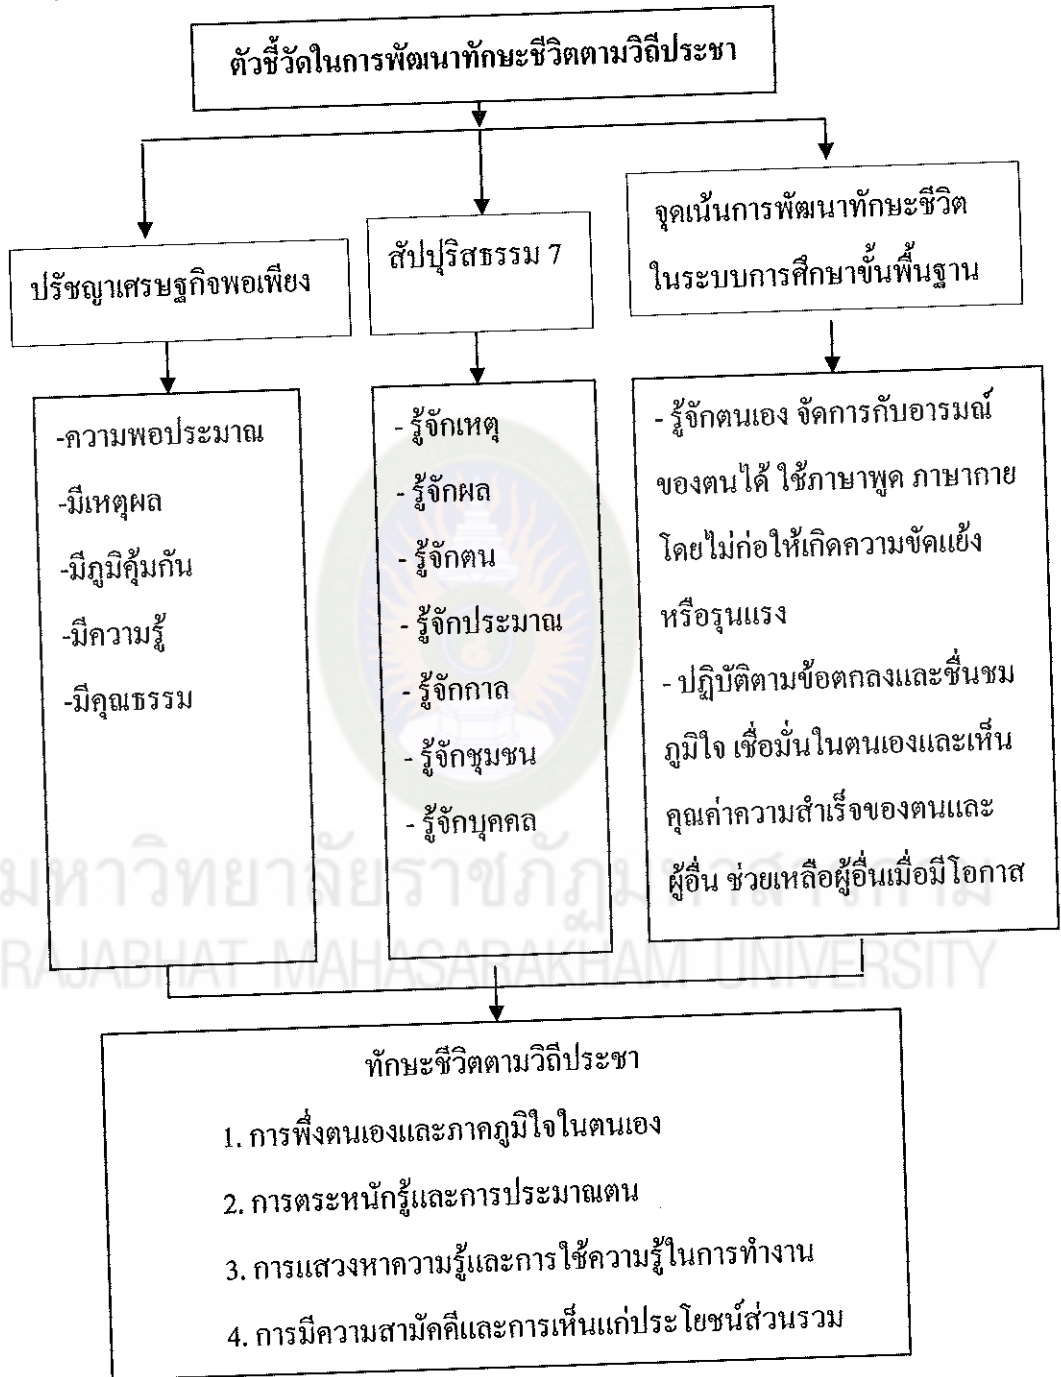 ตัวชี้วัดในการพัฒนาทักษะชีวิตตามวิถีประชา
ปรัชญาเศรษฐกิจพอเพียง
สัปปุริสธรรม 7
จุดเน้นการพัฒนาทักษะชีวิต
ในระบบการศึกษาขั้นพื้นฐาน
-ความพอประมาณ
-มีเหตุผล
-มีภูมิคุ้มกัน
-มีความรู้
-มีคุณธรรม
- รู้จักเหตุ
- รู้จักผล
- รู้จักตน
- รู้จักประมาณ
- รู้จักกาล
- รู้จักชุมชน
- รู้จักบุคคล
- รู้จักตนเอง จัดการกับอารมณ์
ของตนได้ ใช้ภาษาพูด ภาษากาย
โดยไม่ก่อให้เกิดความขัดแย้ง
หรือรุนแรง
- ปฏิบัติตามข้อตกลงและชื่นชม
ภูมิใจ เชื่อมั่นในตนเองและเห็น
คุณค่าความสำเร็จของตนและ
ผู้อื่น ช่วยเหลือผู้อื่นเมื่อมีโอกาส
มหาวิทยาลัยราชภัฏมหาสารคาม
RAJABHAT MAHASARAKHAM UNIVERSITY
ทักษะชีวิตตามวิถีประชา
1. การพึ่งตนเองและภาคภูมิใจในตนเอง
2. การตระหนักรู้และการประมาณตน
3. การแสวงหาความรู้และการใช้ความรู้ในการทำงาน
4. การมีความสามัคคีและการเห็นแก่ประโยชน์ส่วนรวม